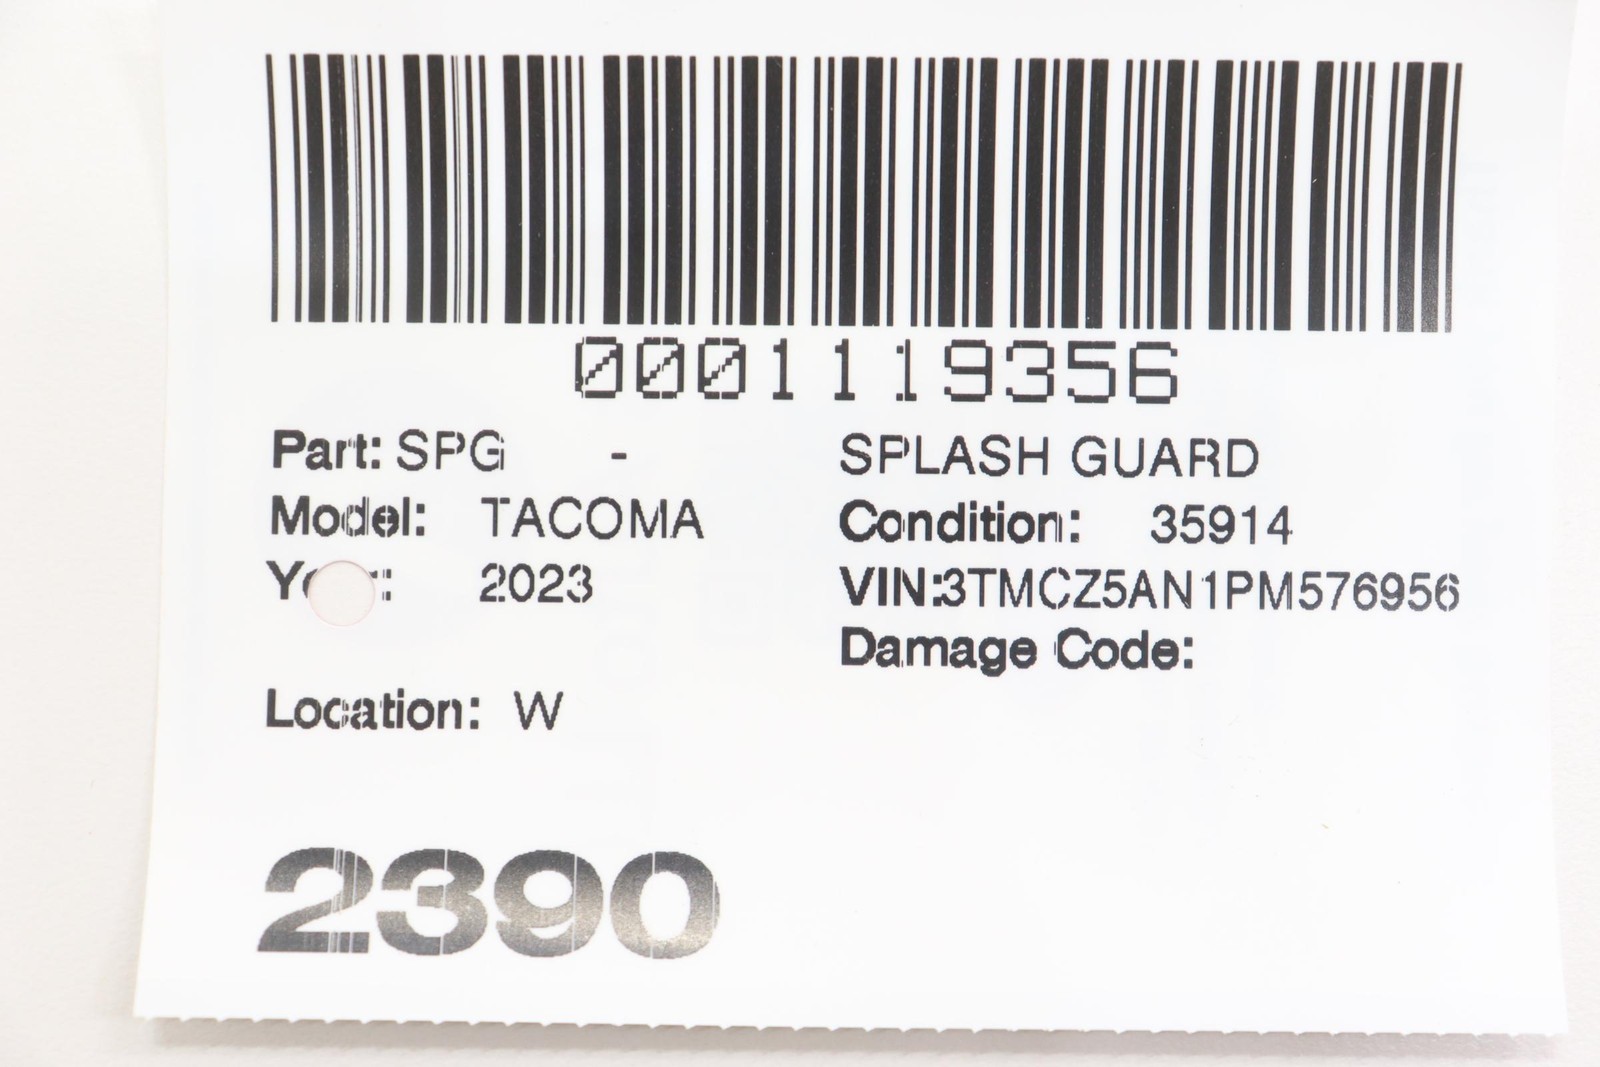 0001119356
Part: SPG - SPLASH GUARD
Model: TACOMA Condition: 35914
2023 VIN:3TMCZ5AN1PM576956
Damage Code:
Location: W
2390